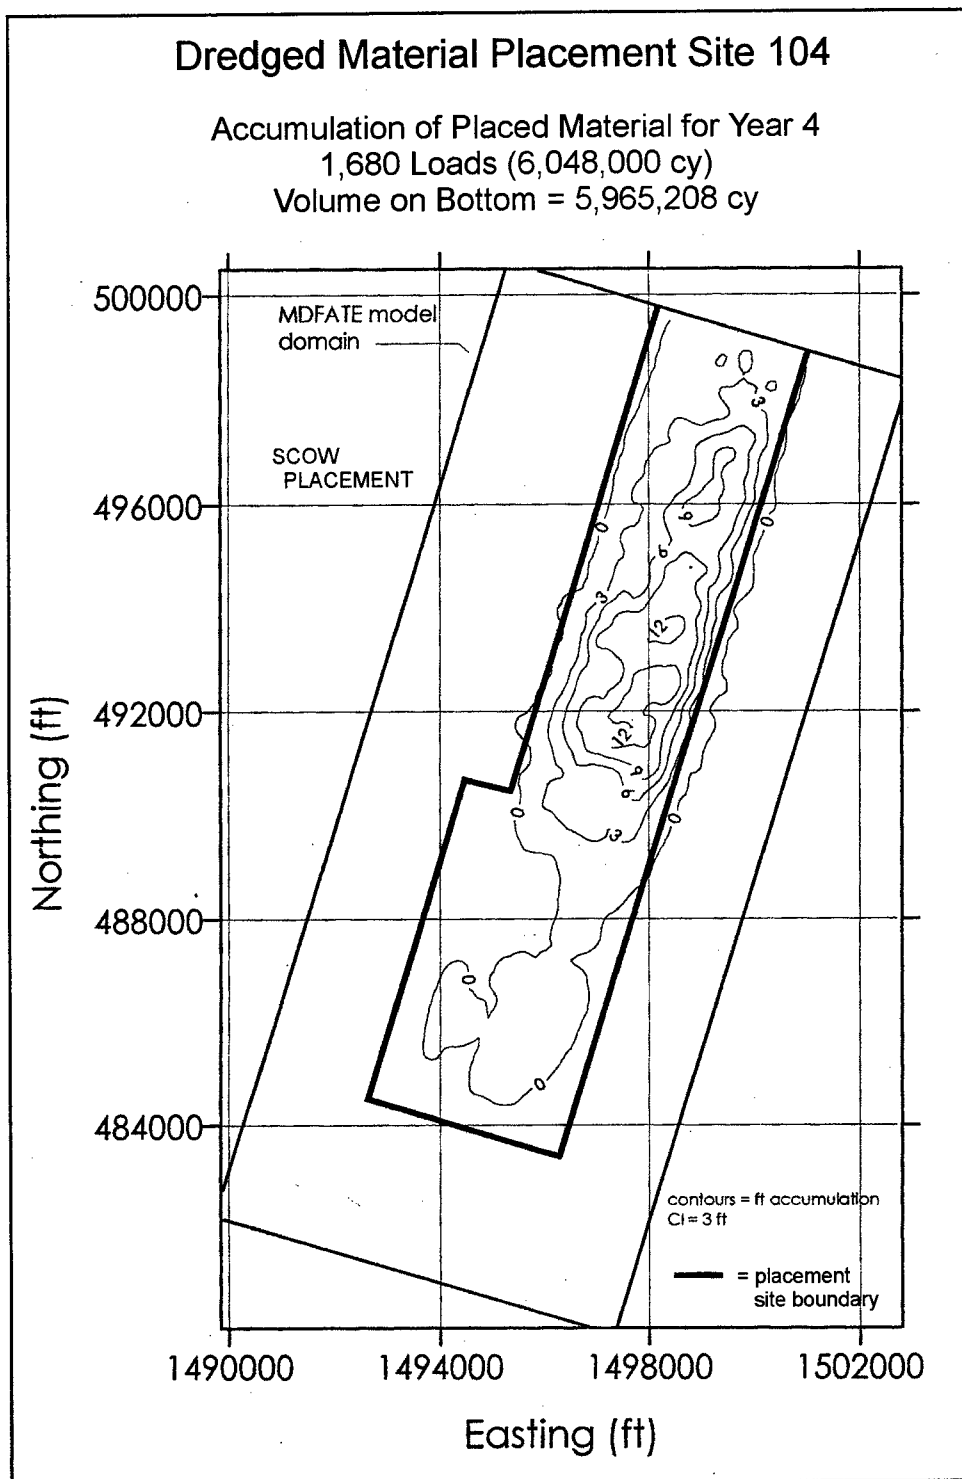 Dredged Material Placement Site 104
Accumulation of Placed Material for Year 4
1,680 Loads (6,048,000 cy)
Volume on Bottom = 5,965,208 cy
500000
MDFATE model
domain
3
SCOW
PLACEMENT
496000
9
0
0
6
3
12
492000
12
9
6
0
3
0
Northing (ft)
488000
0
0
484000
contours = ft accumulation
CI = 3 ft
= placement
site boundary
1490000
1494000
1498000
1502000
Easting (ft)